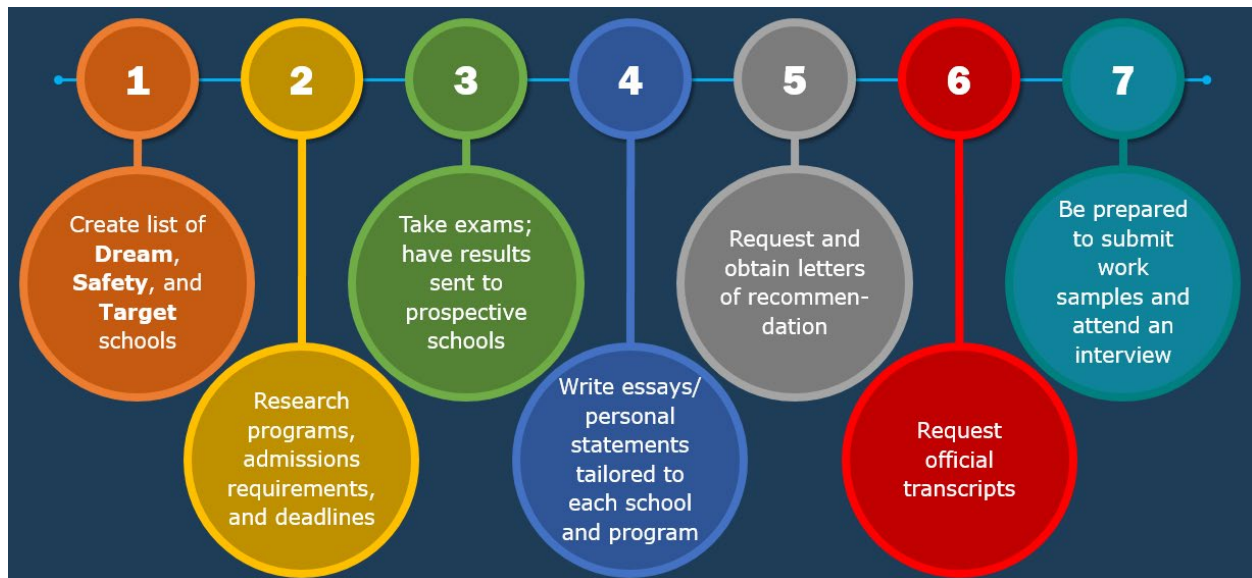 1
2
3
4
5
6
7
Create list of
Dream,
Safety, and
Target
schools
Research
programs,
admissions
requirements,
and deadlines
Take exams;
have results
sent to
prospective
schools
Write essays/
personal
statements
tailored to
each school
and program
Request and
obtain letters
of recommen-
dation
Request
official
transcripts
Be prepared
to submit
work
samples and
attend an
interview